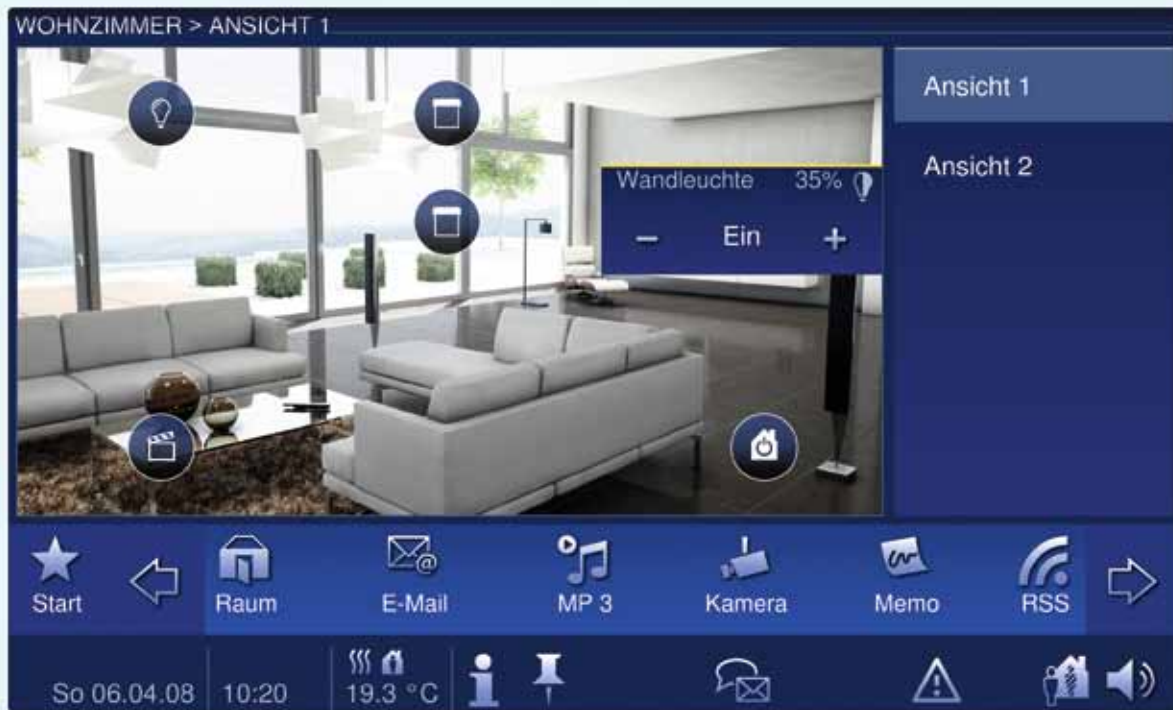 WOHNZIMMER > ANSICHT 1
Ansicht 1
Ansicht 2
Wandleuchte 35%
– Ein +
Start
Raum
E-Mail
MP 3
Kamera
Memo
RSS
So 06.04.08
10:20
19.3 °C